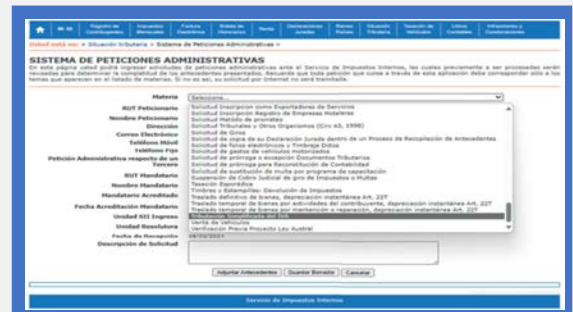 Mi SII
Registro de Contribuyentes
Impuestos Mensuales
Factura Electrónica
Boleta de Honorarios
Renta
Declaraciones Juradas
Bienes Raíces
Situación Tributaria
Tasación de Vehículos
Libros Contables
Infracciones y Condonaciones
Usted está en: > Situación tributaria > Sistema de Peticiones Administrativas >
SISTEMA DE PETICIONES ADMINISTRATIVAS
En esta página usted podrá ingresar solicitudes de peticiones administrativas ante el Servicio de Impuestos Internos, las cuales previamente a ser procesadas serán
revisadas para determinar la completitud de los antecedentes presentados. Recuerde que toda petición que curse a través de esta aplicación debe corresponder sólo a los
temas que aparecen en el listado de materias. Si no es así, su solicitud por Internet no será tramitada.
Materia
Seleccione...
Solicitud Inscripcion como Exportadores de Servicios
Solicitud Inscripción Registro de Empresas Hoteleras
Solicitud Metódo de prorrateo
Solicitud Tribunales y Otros Organismos (Circ A3, 1998)
Solicitud de Giros
Solicitud de copia de su Declaración Jurada dentro de un Proceso de Recopilación de Antecedentes
Solicitud de folios electrónicos y Timbraje Dotus
Solicitud de gastos de vehículos motorizados
Solicitud de prórroga o excepción Documentos Tributarios
Solicitud de prórroga para Reconstitución de Contabilidad
Solicitud de sustitución de multa por programa de capacitación
Suspensión de Cobro Judicial de giro de Impuestos o Multas
Tasación Esporádica
Timbres y Estampillas: Devolución de Impuestos
Traslado definitivo de bienes, depreciación instantánea Art. 22T
Traslado temporal de bienes por actividades del contribuyente, depreciación instantánea Art. 22T
Traslado temporal de bienes por mantención o reparación, depreciación instantánea Art. 22T
Tributación Simplificada del IVA
Venta de Vehículos
Verificación Previa Proyecto Ley Austral
RUT Peticionario
Nombre Peticionario
Dirección
Correo Electrónico
Teléfono Móvil
Teléfono Fijo
Petición Administrativa respecto de un
Tercero
RUT Mandatario
Nombre Mandatario
Mandatario Acreditado
Fecha Acreditación Mandatario
Unidad SII Ingreso
Unidad Resolutora
Fecha de Recepción
Descripción de Solicitud
Adjuntar Antecedentes
Guardar Borrador
Cancelar
Servicio de Impuestos Internos